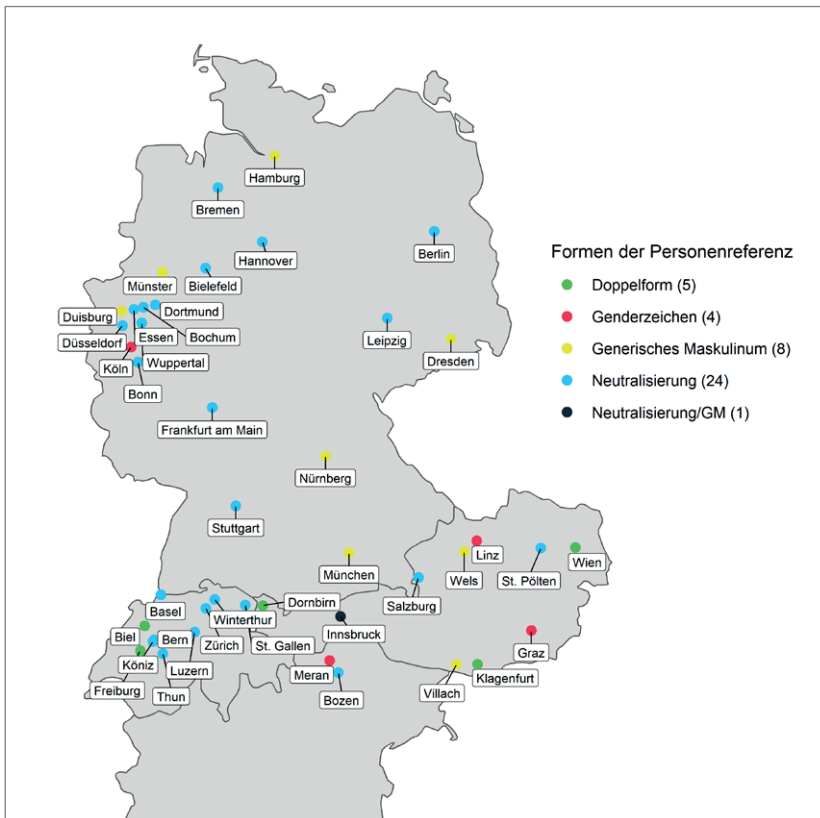 Hamburg
Bremen
Hannover
Berlin
Münster
Bielefeld
Duisburg
Dortmund
Düsseldorf
Essen
Bochum
Köln
Wuppertal
Bonn
Leipzig
Dresden
Frankfurt am Main
Nürnberg
Stuttgart
München
Linz
Wels
St. Pölten
Wien
Salzburg
Basel
Dornbirn
Winterthur
Innsbruck
Biel
Bern
Zürich
St. Gallen
Köniz
Luzern
Graz
Freiburg
Thun
Meran
Bozen
Villach
Klagenfurt
Formen der Personenreferenz
Doppelform (5)
Genderzeichen (4)
Generisches Maskulinum (8)
Neutralisierung (24)
Neutralisierung/GM (1)